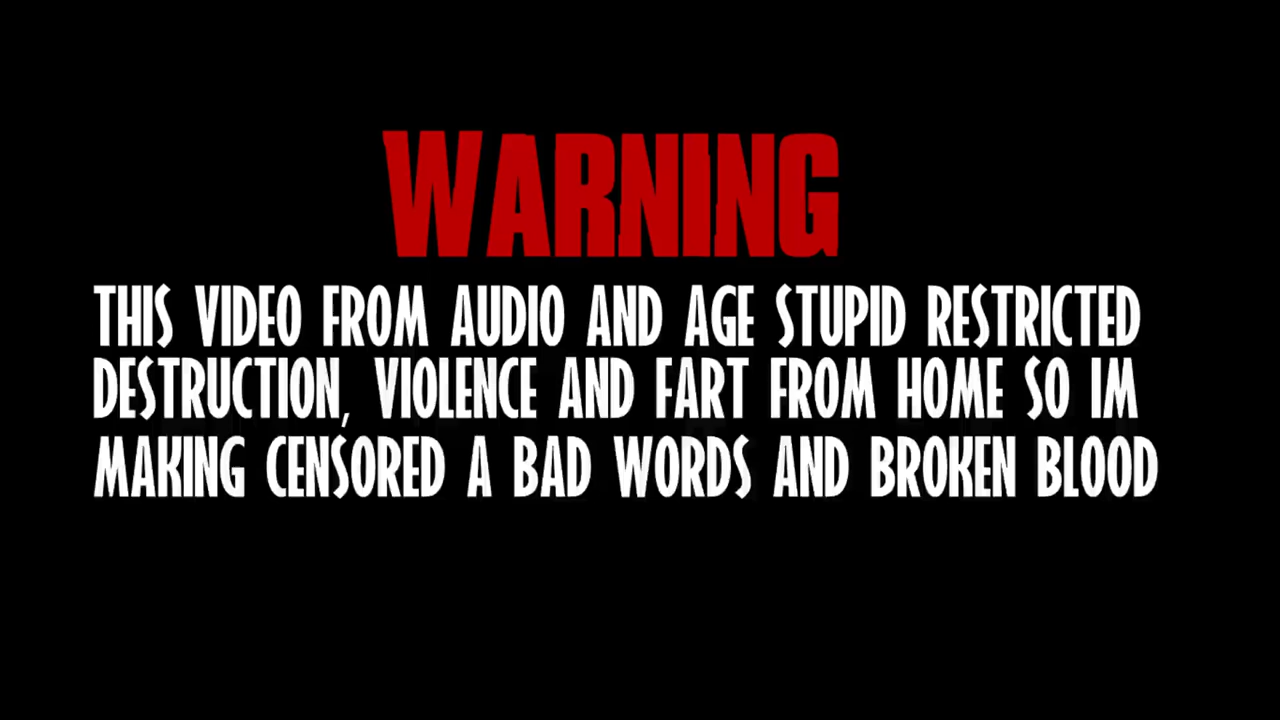 WARNING
THIS VIDEO FROM AUDIO AND AGE STUPID RESTRICTED
DESTRUCTION, VIOLENCE AND FART FROM HOME SO IM
MAKING CENSORED A BAD WORDS AND BROKEN BLOOD